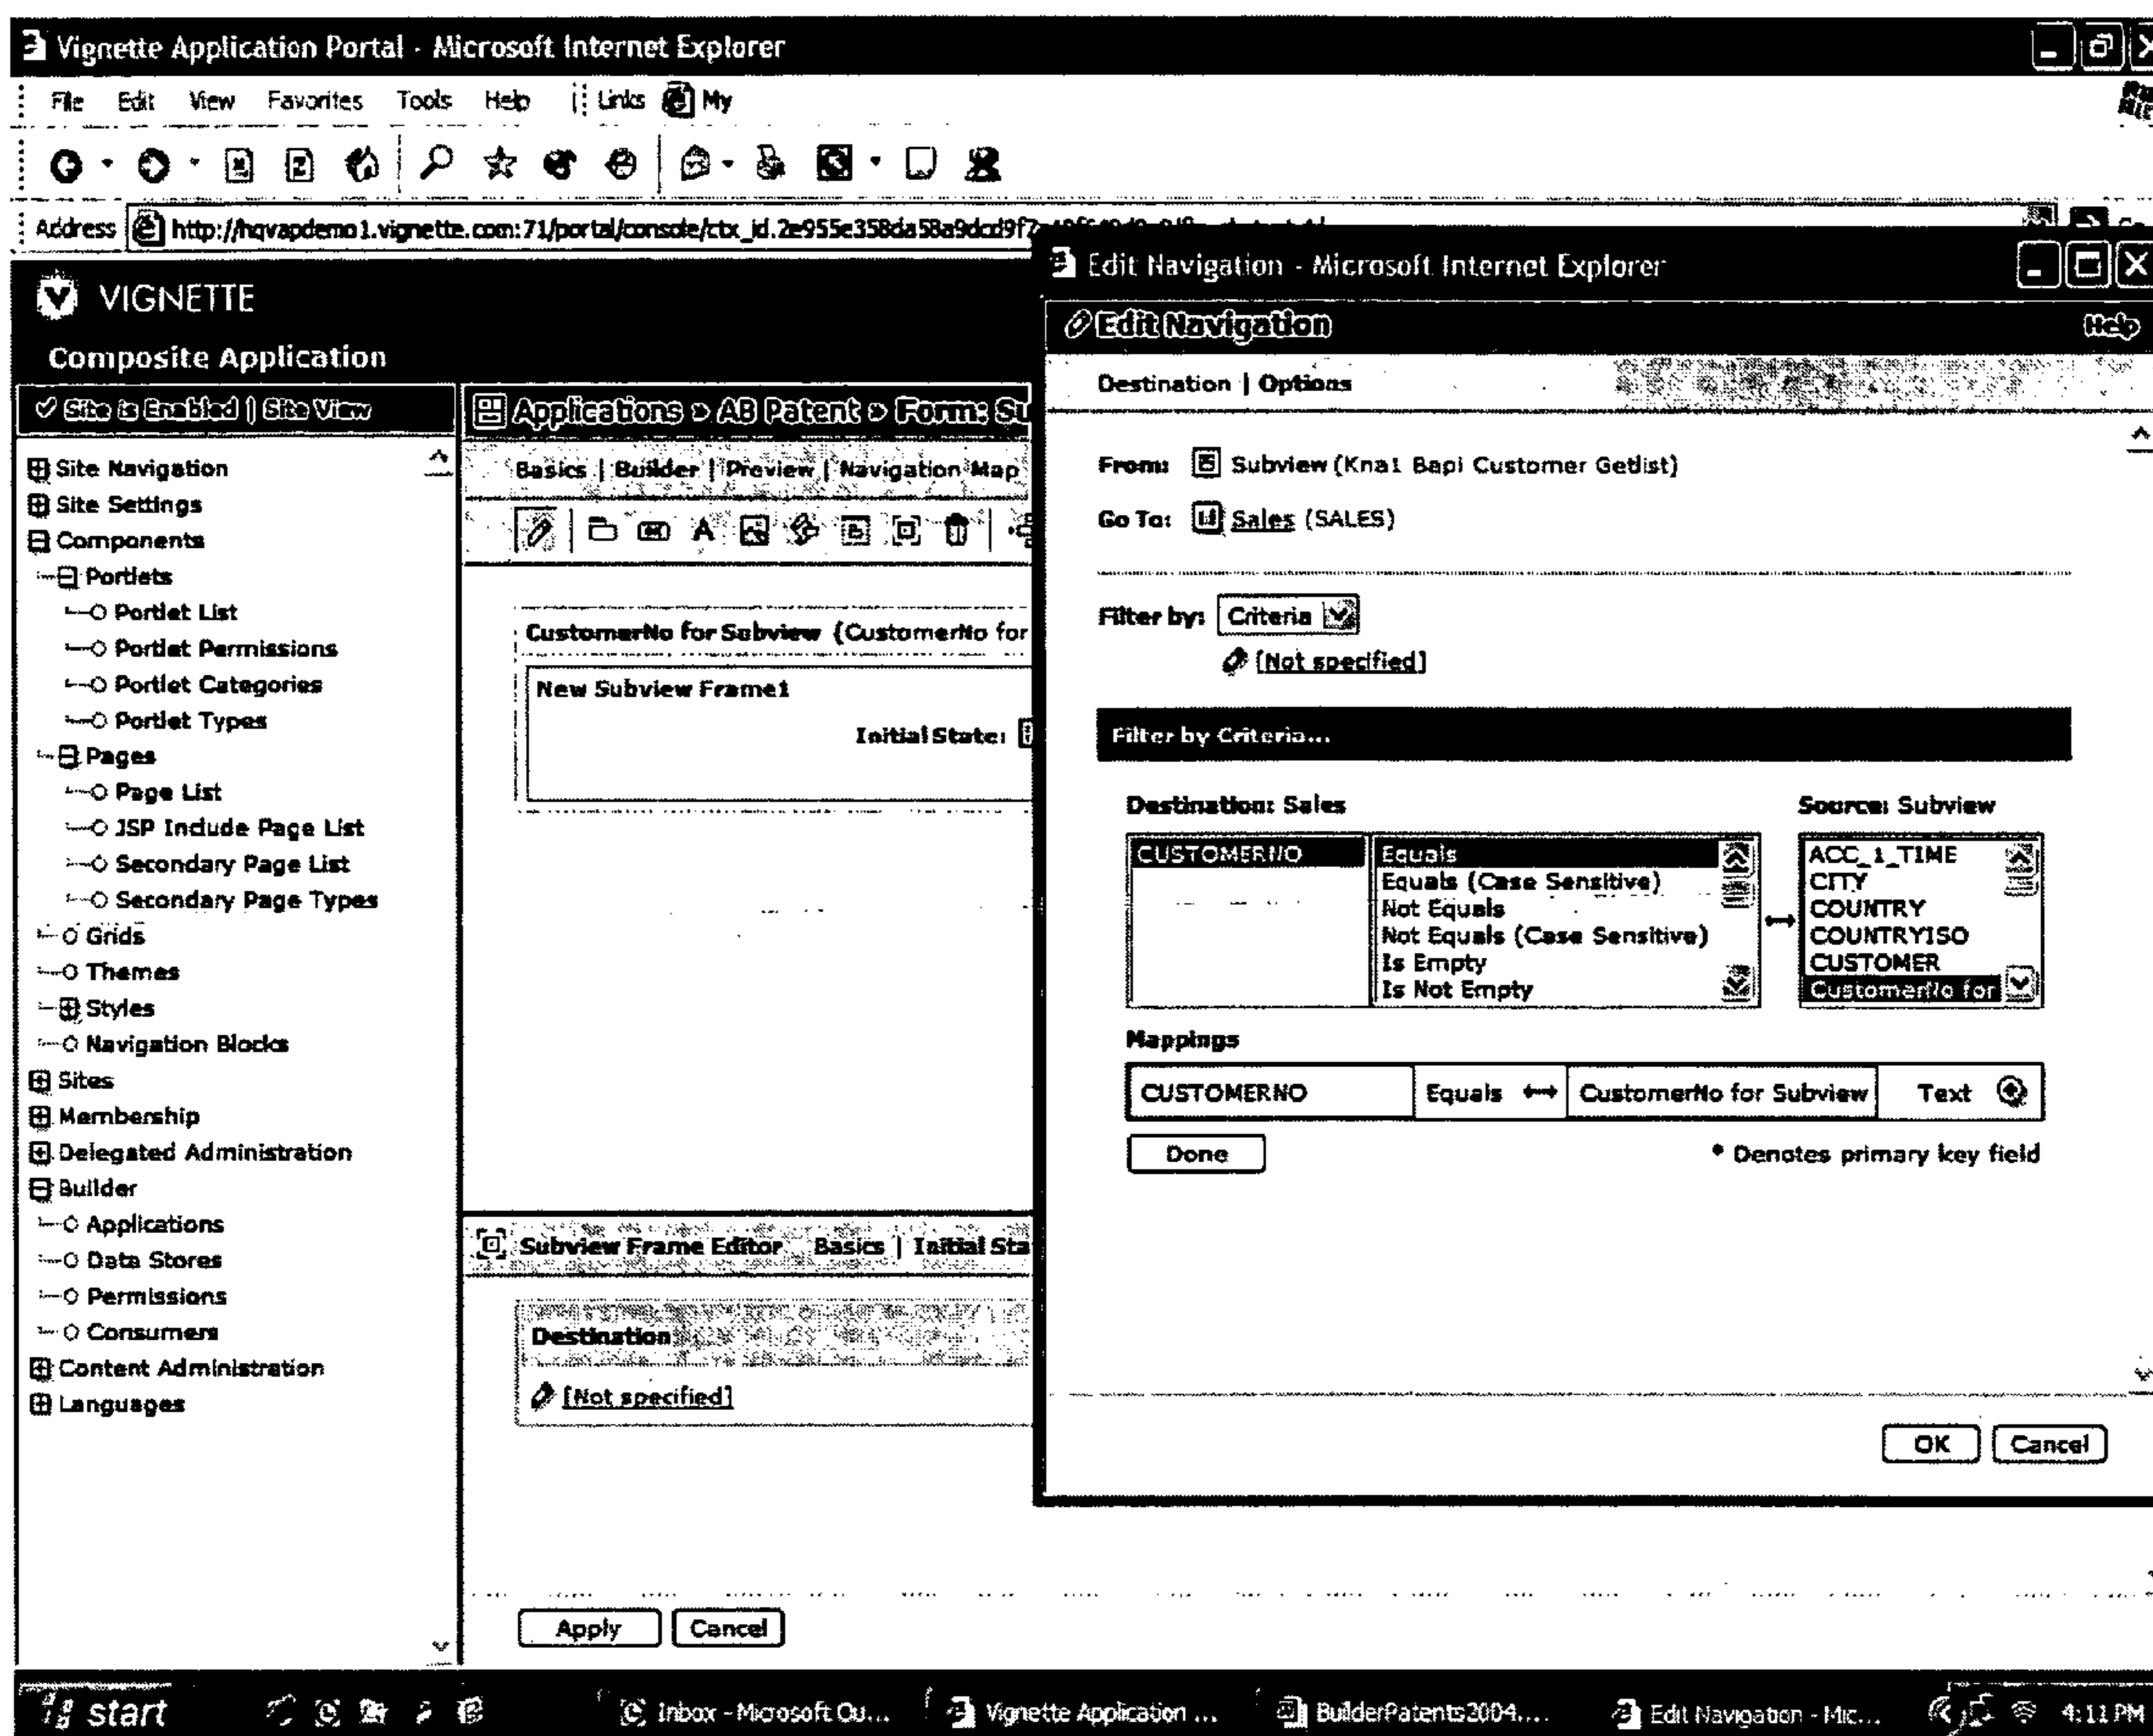 Vignette Application Portal - Microsoft Internet Explorer
File Edit View Favorites Tools Help Links My
Address http://hqvapdemo1.vignette.com:71/portal/console/ctx_id.2e955e358da58a9dcd9f7
VIGNETTE
Composite Application
Site is Enabled | Site View
Site Navigation
Site Settings
Components
Portlets
Portlet List
Portlet Permissions
Portlet Categories
Portlet Types
Pages
Page List
JSP Include Page List
Secondary Page List
Secondary Page Types
Grids
Themes
Styles
Navigation Blocks
Sites
Membership
Delegated Administration
Builder
Applications
Data Stores
Permissions
Consumers
Content Administration
Languages
Applications » AB Patent » Form: Su
Basics | Builder | Preview | Navigation Map
CustomerNo for Subview (CustomerNo for
New Subview Frame1
Initial State:
Subview Frame Editor Basics | Initial Sta
Destination
[Not specified]
Apply Cancel
Edit Navigation - Microsoft Internet Explorer
Edit Navigation Help
Destination | Options
From: Subview (Kna1 Bapi Customer Getlist)
Go To: Sales (SALES)
Filter by: Criteria
[Not specified]
Filter by Criteria...
Destination: Sales Source: Subview
CUSTOMERNO
Equals
Equals (Case Sensitive)
Not Equals
Not Equals (Case Sensitive)
Is Empty
Is Not Empty
ACC_1_TIME
CITY
COUNTRY
COUNTRYISO
CUSTOMER
CustomerNo for
Mappings
CUSTOMERNO Equals ↔ CustomerNo for Subview Text
Done * Denotes primary key field
OK Cancel
start Inbox - Microsoft Ou... Vignette Application ... BuilderPatents2004.... Edit Navigation - Mic... 4:11 PM